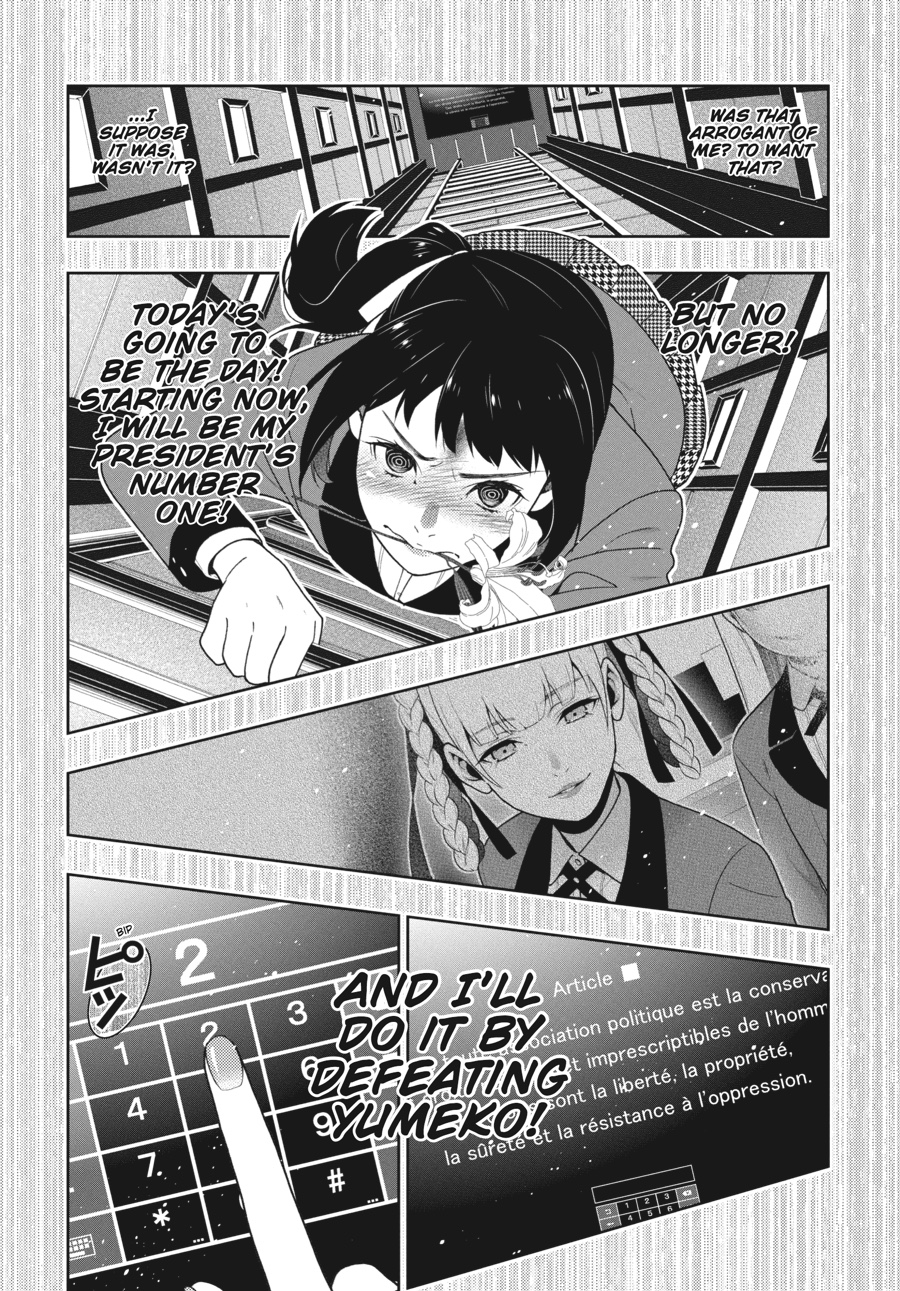 WAS THAT
ARROGANT OF
ME? TO WANT
THAT?
...I
SUPPOSE
IT WAS,
WASN'T IT?
BUT NO
LONGER!
TODAY'S
GOING TO
BE THE DAY!
STARTING NOW,
I WILL BE MY
PRESIDENT'S
NUMBER
ONE!
BIP
ピッ
2
1 2 3
4
7
* #
...
...
AND I'LL
DO IT BY
DEFEATING
YUMEKO!
Article ■
association politique est la conserva
et imprescriptibles de l'homm
sont la liberté, la propriété,
la sûreté et la résistance à l'oppression.
1 2 3
4 5 6